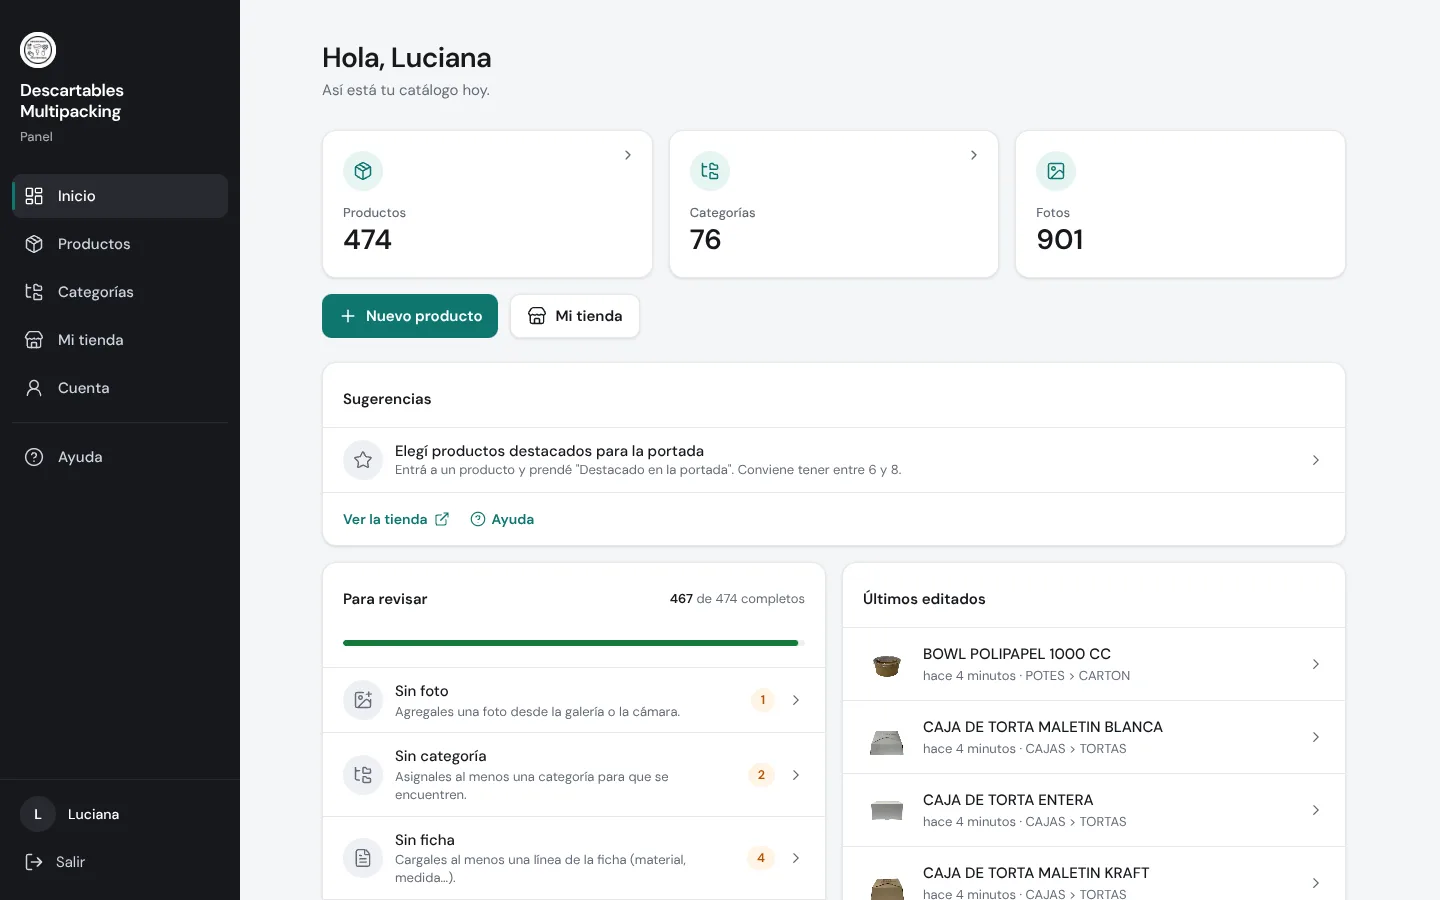 Descartables
Multipacking
Panel
Inicio
Productos
Categorías
Mi tienda
Cuenta
Ayuda
L
Luciana
Salir
Hola, Luciana
Así está tu catálogo hoy.
Productos
474
Categorías
76
Fotos
901
Nuevo producto
Mi tienda
Sugerencias
Elegí productos destacados para la portada
Entrá a un producto y prendé "Destacado en la portada". Conviene tener entre 6 y 8.
Ver la tienda
Ayuda
Para revisar
467 de 474 completos
Sin foto
Agregales una foto desde la galería o la cámara.
1
Sin categoría
Asignales al menos una categoría para que se
encuentren.
2
Sin ficha
Cargales al menos una línea de la ficha (material,
medida...).
4
Últimos editados
BOWL POLIPAPEL 1000 CC
hace 4 minutos · POTES > CARTON
CAJA DE TORTA MALETIN BLANCA
hace 4 minutos · CAJAS > TORTAS
CAJA DE TORTA ENTERA
hace 4 minutos · CAJAS > TORTAS
CAJA DE TORTA MALETIN KRAFT
hace 4 minutos · CAJAS > TORTAS